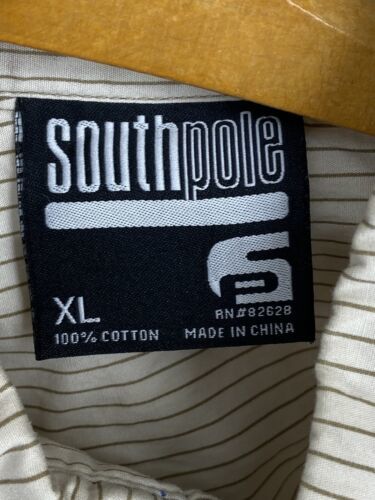 southpole
XL
100% COTTON
RN#82628
MADE IN CHINA